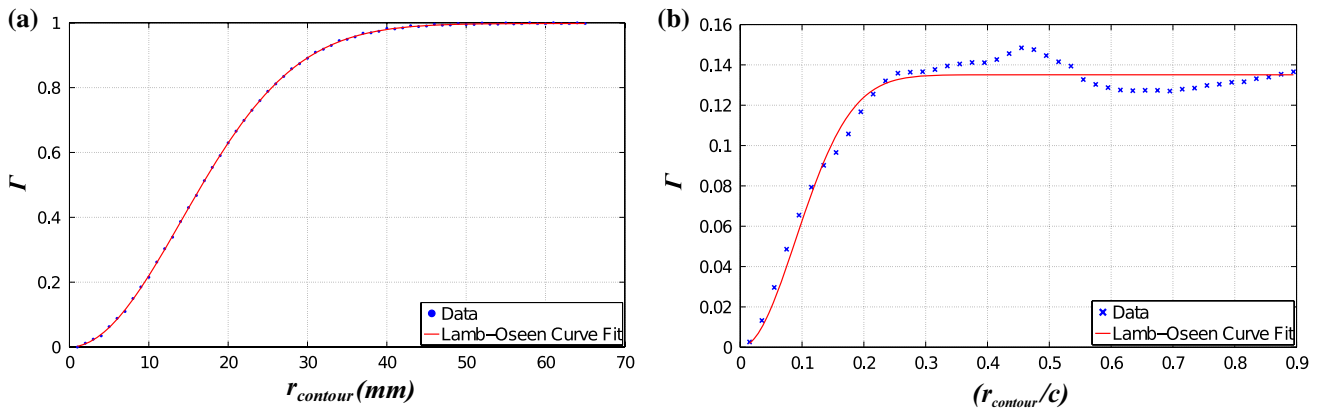 (a)
1
0.8
0.6
0.4
0.2
0
Γ
0 10 20 30 40 50 60 70
r_contour(mm)
Data
Lamb−Oseen Curve Fit
(b)
0.16
0.14
0.12
0.1
0.08
0.06
0.04
0.02
0
Γ
0 0.1 0.2 0.3 0.4 0.5 0.6 0.7 0.8 0.9
(r_contour/c)
Data
Lamb−Oseen Curve Fit